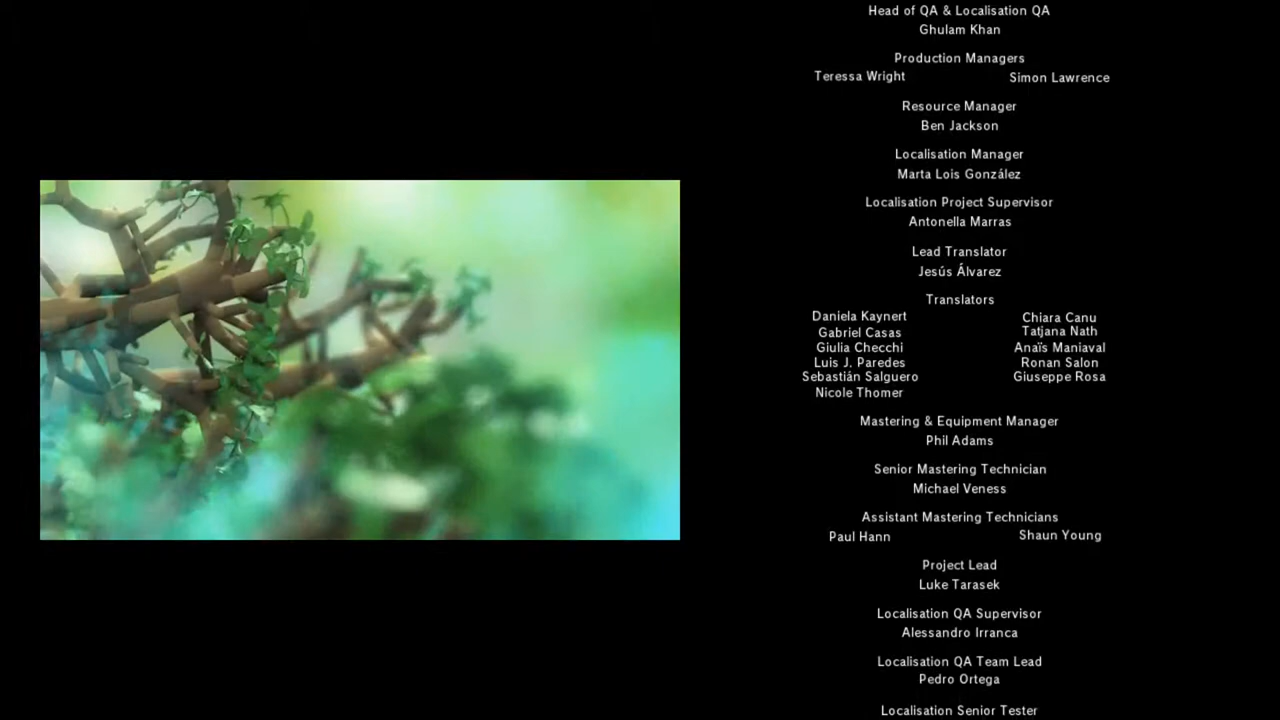 Head of QA & Localisation QA
Ghulam Khan
Production Managers
Teressa Wright Simon Lawrence
Resource Manager
Ben Jackson
Localisation Manager
Marta Lois González
Localisation Project Supervisor
Antonella Marras
Lead Translator
Jesús Álvarez
Translators
Daniela Kaynert Chiara Canu
Gabriel Casas Tatjana Nath
Giulia Checchi Anaïs Maniaval
Luis J. Paredes Ronan Salon
Sebastián Salguero Giuseppe Rosa
Nicole Thomer
Mastering & Equipment Manager
Phil Adams
Senior Mastering Technician
Michael Veness
Assistant Mastering Technicians
Paul Hann Shaun Young
Project Lead
Luke Tarasek
Localisation QA Supervisor
Alessandro Irranca
Localisation QA Team Lead
Pedro Ortega
Localisation Senior Tester